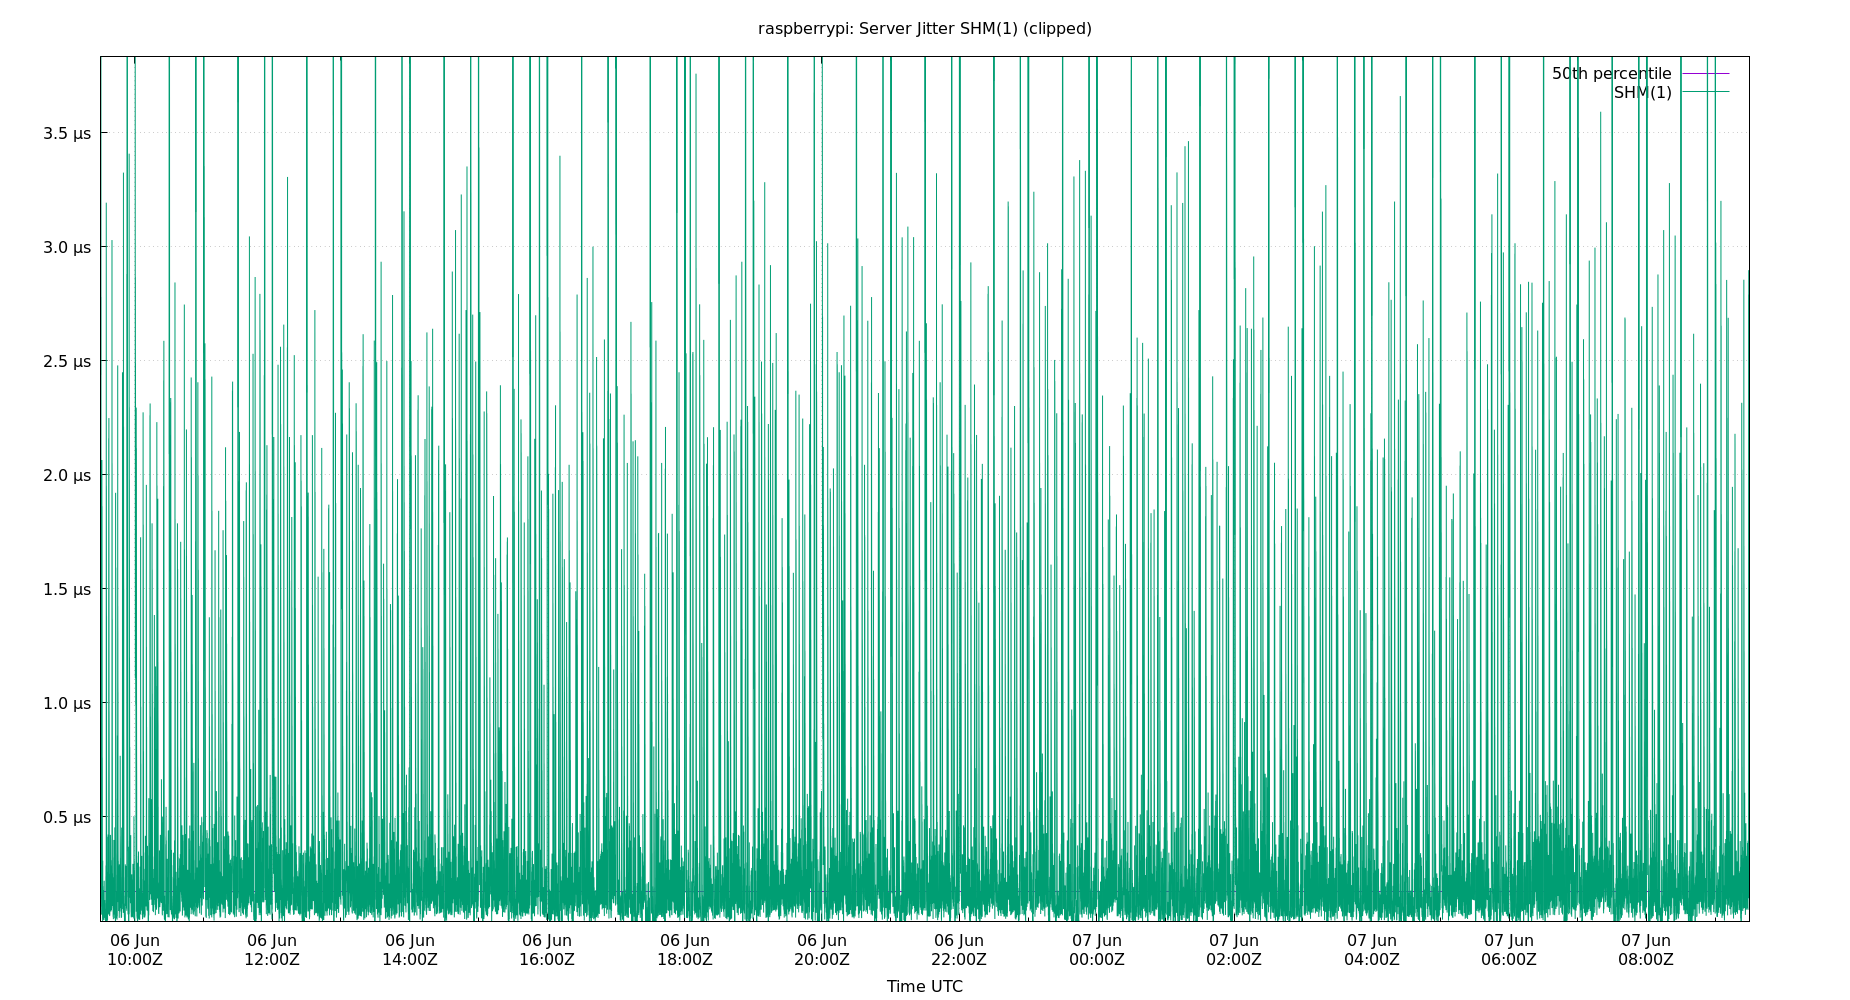 raspberrypi: Server Jitter SHM(1) (clipped)
50th percentile
SHM(1)
3.5 µs
3.0 µs
2.5 µs
2.0 µs
1.5 µs
1.0 µs
0.5 µs
06 Jun 06 Jun 06 Jun 06 Jun 06 Jun 06 Jun 06 Jun 07 Jun 07 Jun 07 Jun 07 Jun 07 Jun
10:00Z 12:00Z 14:00Z 16:00Z 18:00Z 20:00Z 22:00Z 00:00Z 02:00Z 04:00Z 06:00Z 08:00Z
Time UTC